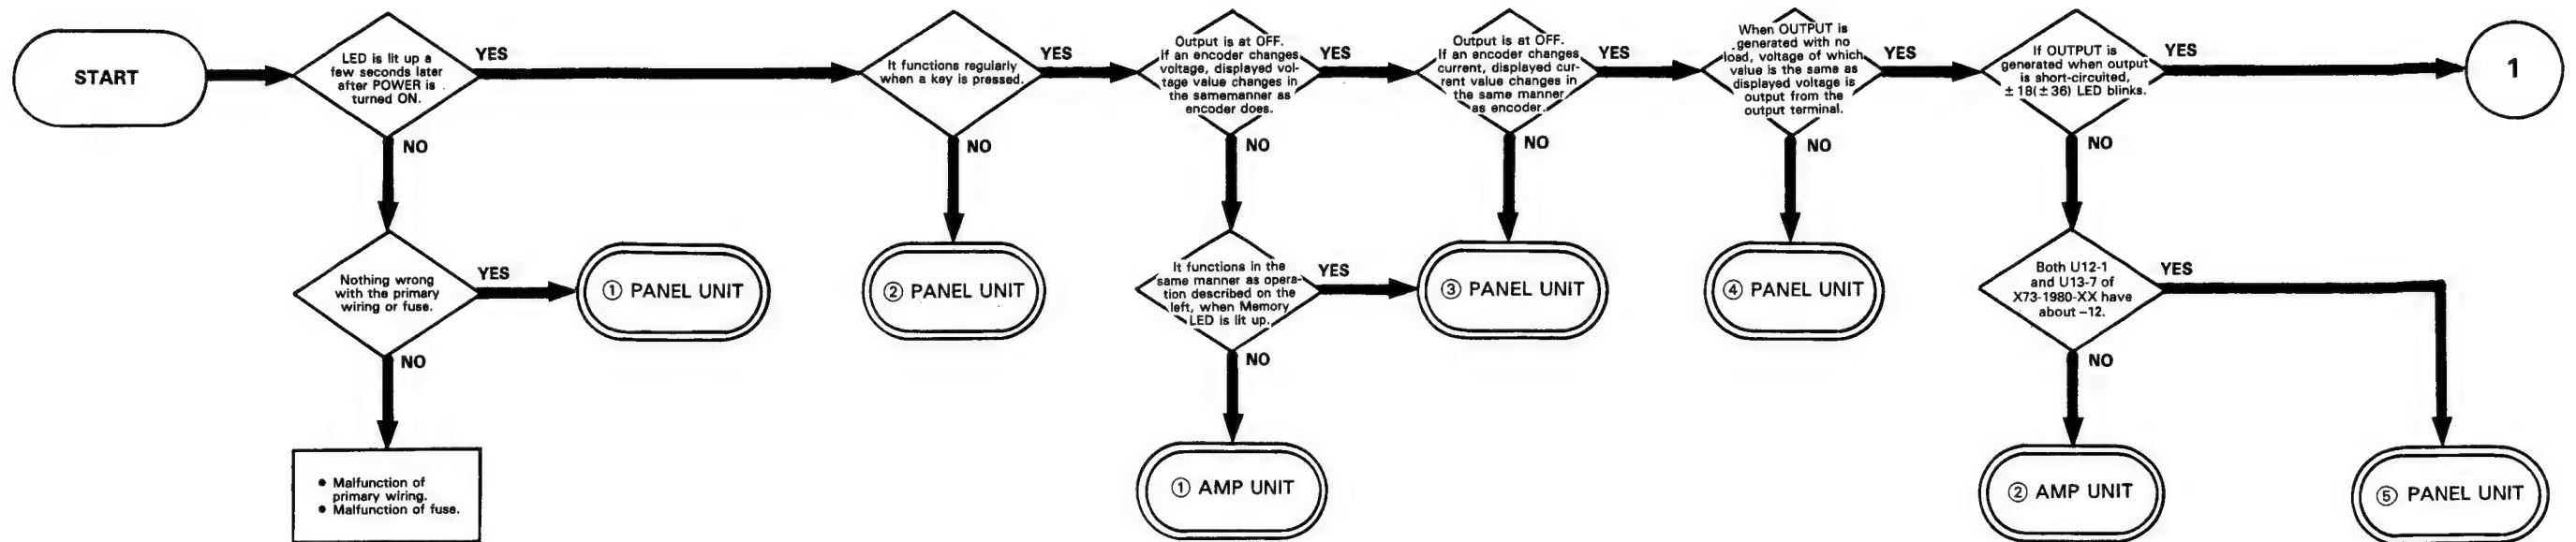 START
LED is lit up a
few seconds later
after POWER is
turned ON.
YES
NO
It functions regularly
when a key is pressed.
YES
NO
Output is at OFF.
If an encoder changes
voltage, displayed vol-
tage value changes in
the samemanner as
encoder does.
YES
NO
Output is at OFF.
If an encoder changes
current, displayed cur-
rent value changes in
the same manner
as encoder.
YES
NO
When OUTPUT is
generated with no
load, voltage of which
value is the same as
displayed voltage is
output from the
output terminal.
YES
NO
If OUTPUT is
generated when output
is short-circuited,
±18(±36) LED blinks.
YES
NO
1
Nothing wrong
with the primary
wiring or fuse.
YES
NO
① PANEL UNIT
② PANEL UNIT
It functions in the
same manner as opera-
tion described on the
left, when Memory
LED is lit up.
YES
NO
③ PANEL UNIT
④ PANEL UNIT
Both U12-1
and U13-7 of
X73-1980-XX have
about –12.
YES
NO
● Malfunction of
primary wiring.
● Malfunction of fuse.
① AMP UNIT
② AMP UNIT
⑤ PANEL UNIT